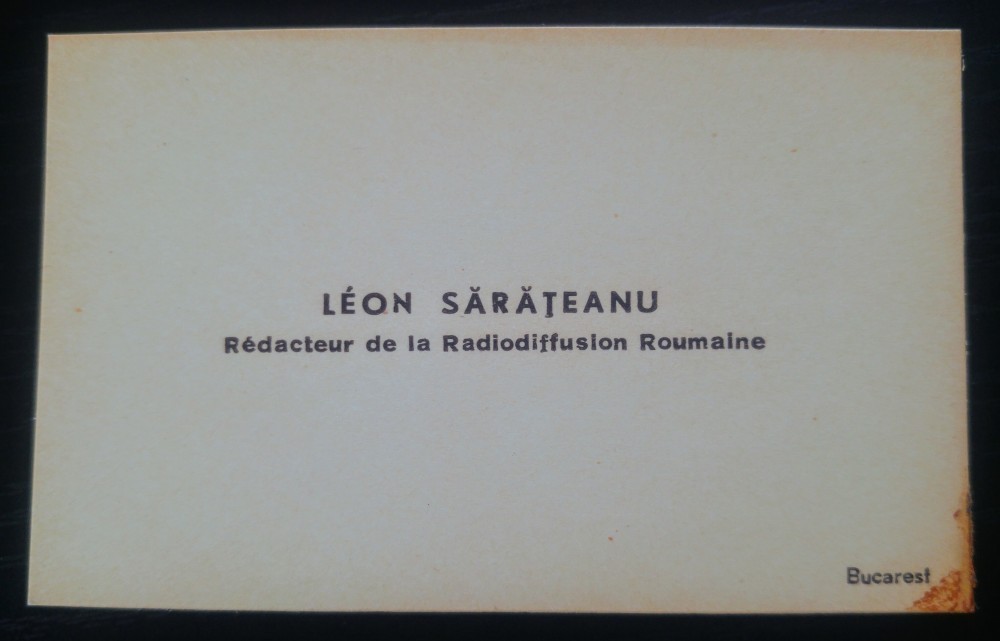 LÉON SĂRĂŢEANU
Rédacteur de la Radiodiffusion Roumaine
Bucarest